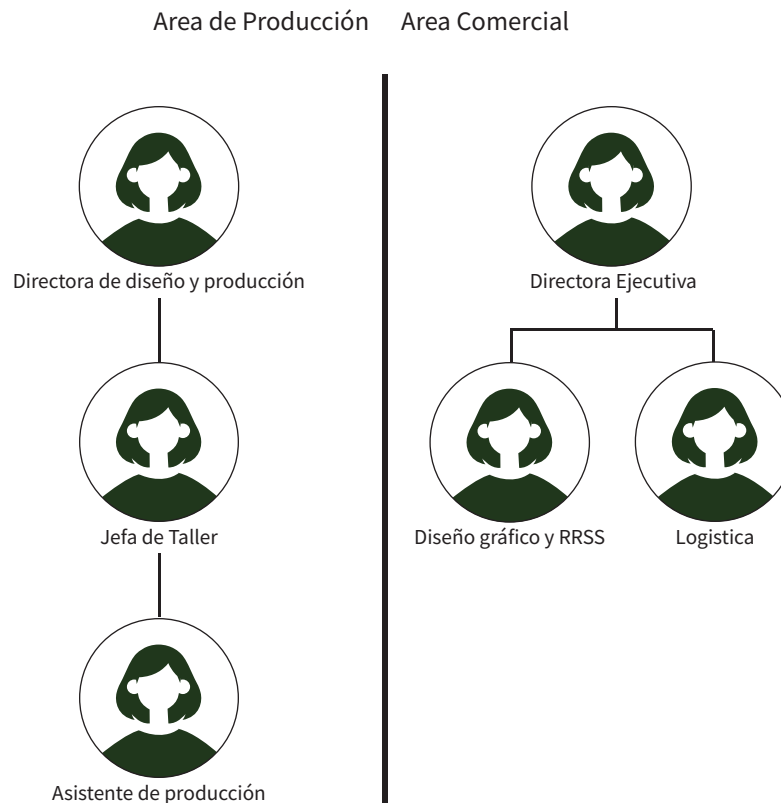 Area de Producción
Area Comercial
Directora de diseño y producción
Directora Ejecutiva
Jefa de Taller
Diseño gráfico y RRSS
Logistica
Asistente de producción